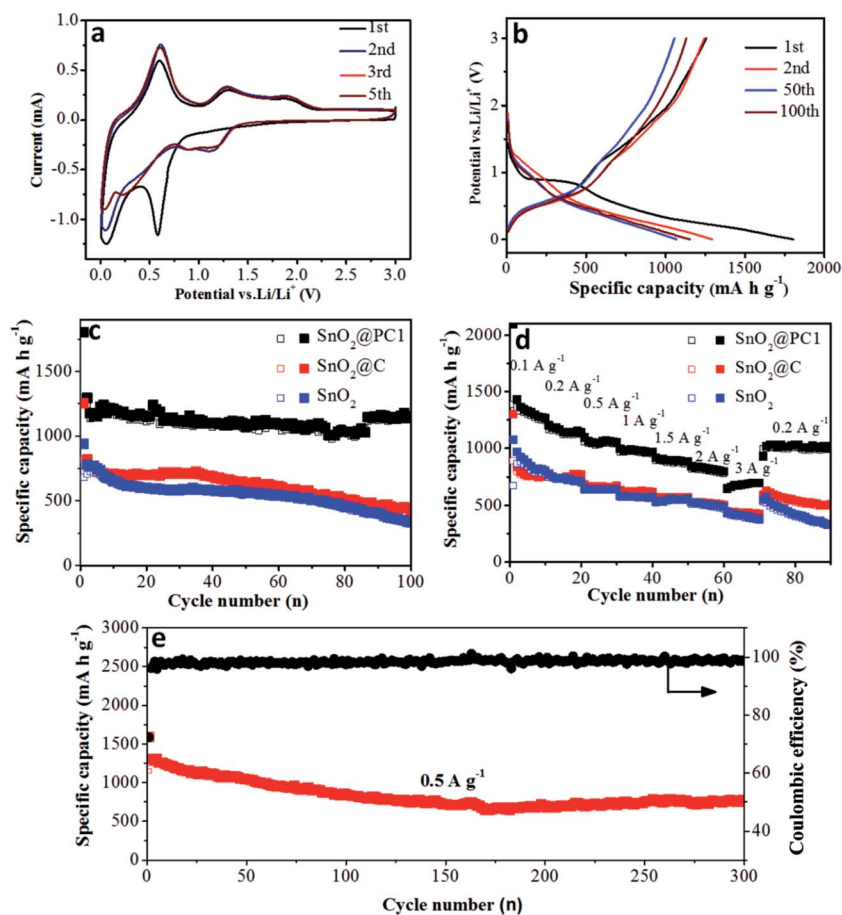 a
1st
2nd
3rd
5th
1.0
0.5
0.0
-0.5
-1.0
Current (mA)
0.0 0.5 1.0 1.5 2.0 2.5 3.0
Potential vs.Li/Li⁺ (V)
b
1st
2nd
50th
100th
3
2
1
0
Potential vs.Li/Li⁺ (V)
0 500 1000 1500 2000
Specific capacity (mA h g⁻¹)
c
SnO₂@PC1
SnO₂@C
SnO₂
1500
1000
500
0
Specific capacity (mA h g⁻¹)
0 20 40 60 80 100
Cycle number (n)
d
SnO₂@PC1
SnO₂@C
SnO₂
0.1 A g⁻¹
0.2 A g⁻¹
0.5 A g⁻¹
1 A g⁻¹
1.5 A g⁻¹
2 A g⁻¹
3 A g⁻¹
0.2 A g⁻¹
2000
1500
1000
500
0
Specific capacity (mA h g⁻¹)
0 20 40 60 80
Cycle number (n)
e
3000
2500
2000
1500
1000
500
0
Specific capacity (mA h g⁻¹)
0.5 A g⁻¹
100
80
60
40
Coulombic efficiency (%)
0 50 100 150 200 250 300
Cycle number (n)